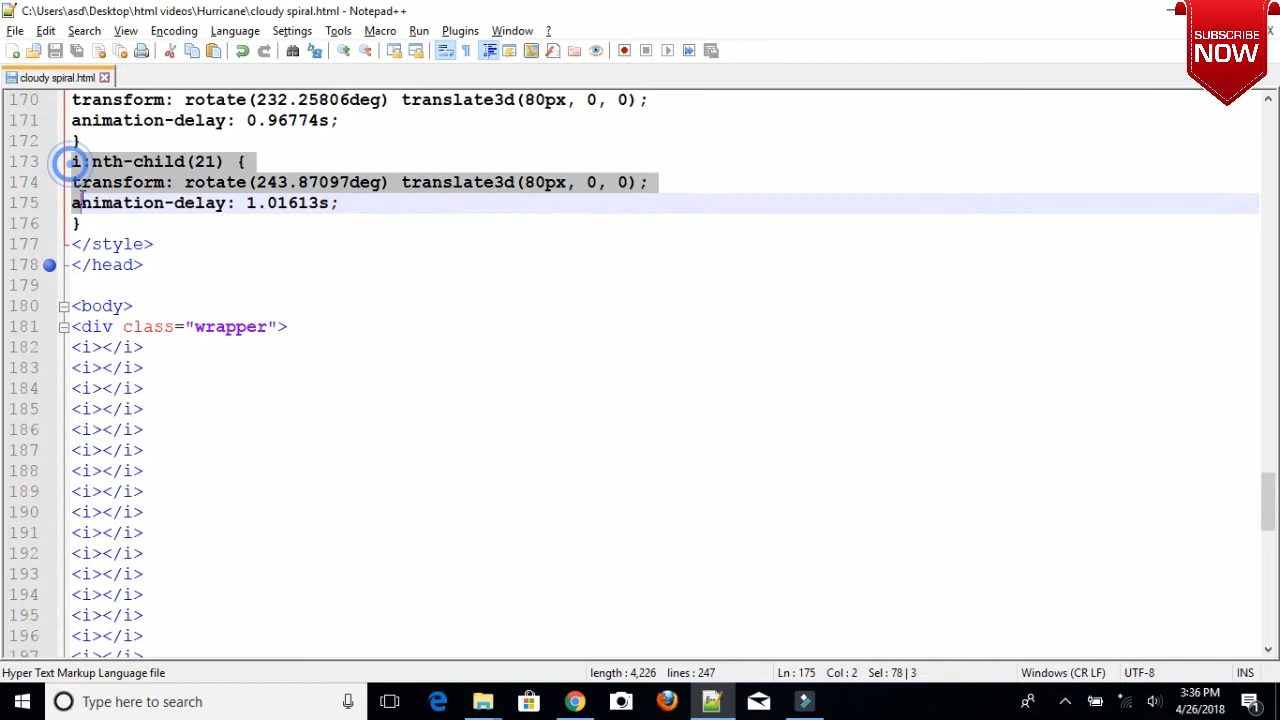 C:\Users\asd\Desktop\html videos\Hurricane\cloudy spiral.html - Notepad++
File Edit Search View Encoding Language Settings Tools Macro Run Plugins Window ?
SUBSCRIBE
NOW
cloudy spiral.html
170 transform: rotate(232.25806deg) translate3d(80px, 0, 0);
171 animation-delay: 0.96774s;
172 }
173 i:nth-child(21) {
174 transform: rotate(243.87097deg) translate3d(80px, 0, 0);
175 animation-delay: 1.01613s;
176 }
177 </style>
178 </head>
179
180 <body>
181 <div class="wrapper">
182 <i></i>
183 <i></i>
184 <i></i>
185 <i></i>
186 <i></i>
187 <i></i>
188 <i></i>
189 <i></i>
190 <i></i>
191 <i></i>
192 <i></i>
193 <i></i>
194 <i></i>
195 <i></i>
196 <i></i>
197 <i></i>
Hyper Text Markup Language file length : 4,226 lines : 247 Ln : 175 Col : 2 Sel : 78 | 3 Windows (CR LF) UTF-8 INS
Type here to search
3:36 PM
4/26/2018
1